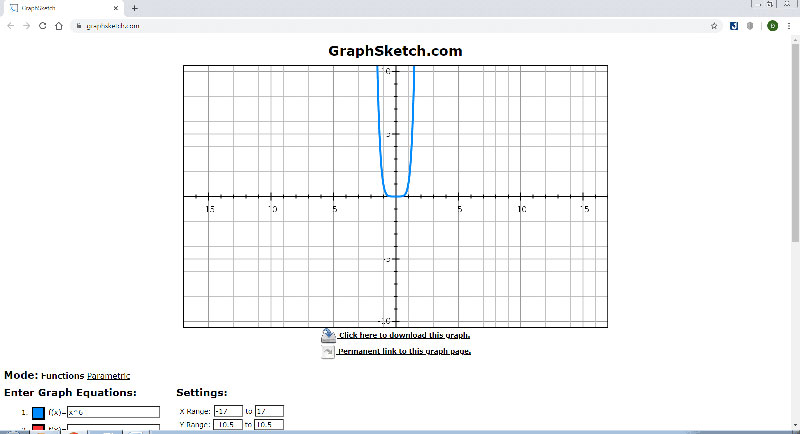 GraphSketch.com
graphsketch.com
GraphSketch.com
10
5
-15 -10 -5 5 10 15
-5
-10
Click here to download this graph.
Permanent link to this graph page.
Mode: Functions Parametric
Enter Graph Equations: Settings:
1. f(x)= x^6 X Range: -17 to 17
Y Range: -10.5 to 10.5